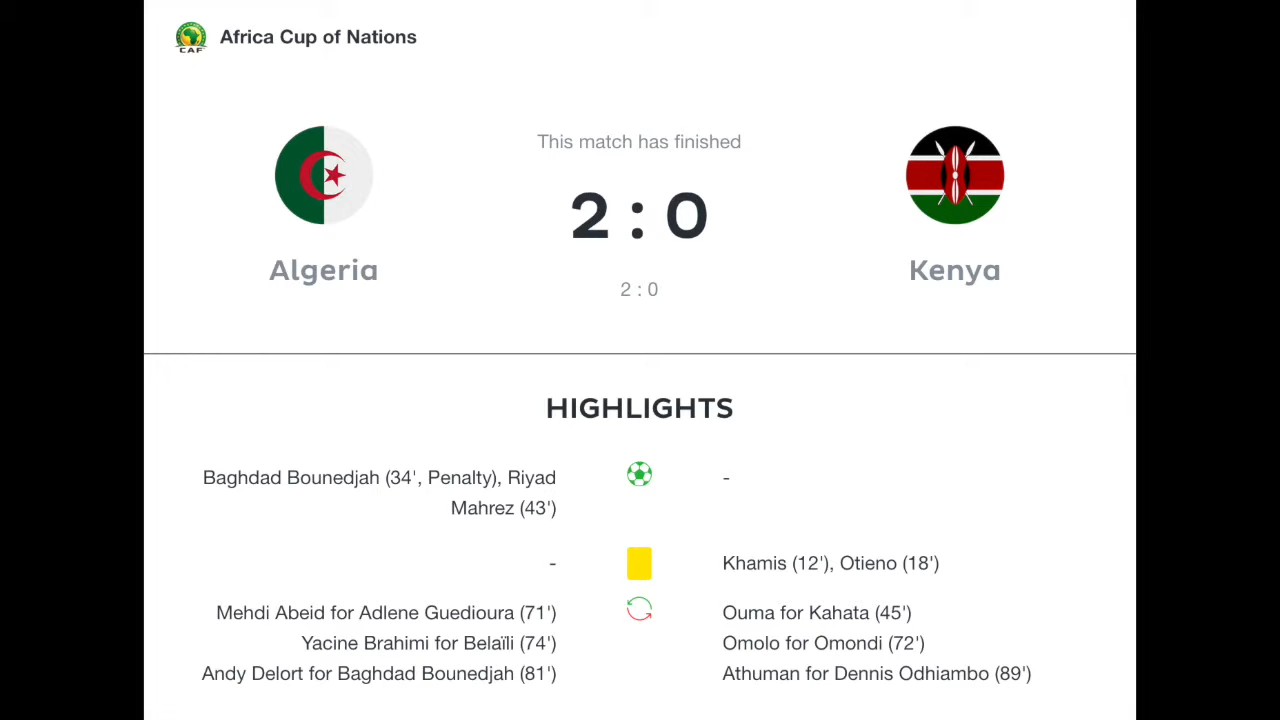 CAF
Africa Cup of Nations
This match has finished
2 : 0
Algeria
Kenya
2 : 0
HIGHLIGHTS
Baghdad Bounedjah (34', Penalty), Riyad
Mahrez (43')
-
-
Khamis (12'), Otieno (18')
Mehdi Abeid for Adlene Guedioura (71')
Yacine Brahimi for Belaïli (74')
Andy Delort for Baghdad Bounedjah (81')
Ouma for Kahata (45')
Omolo for Omondi (72')
Athuman for Dennis Odhiambo (89')